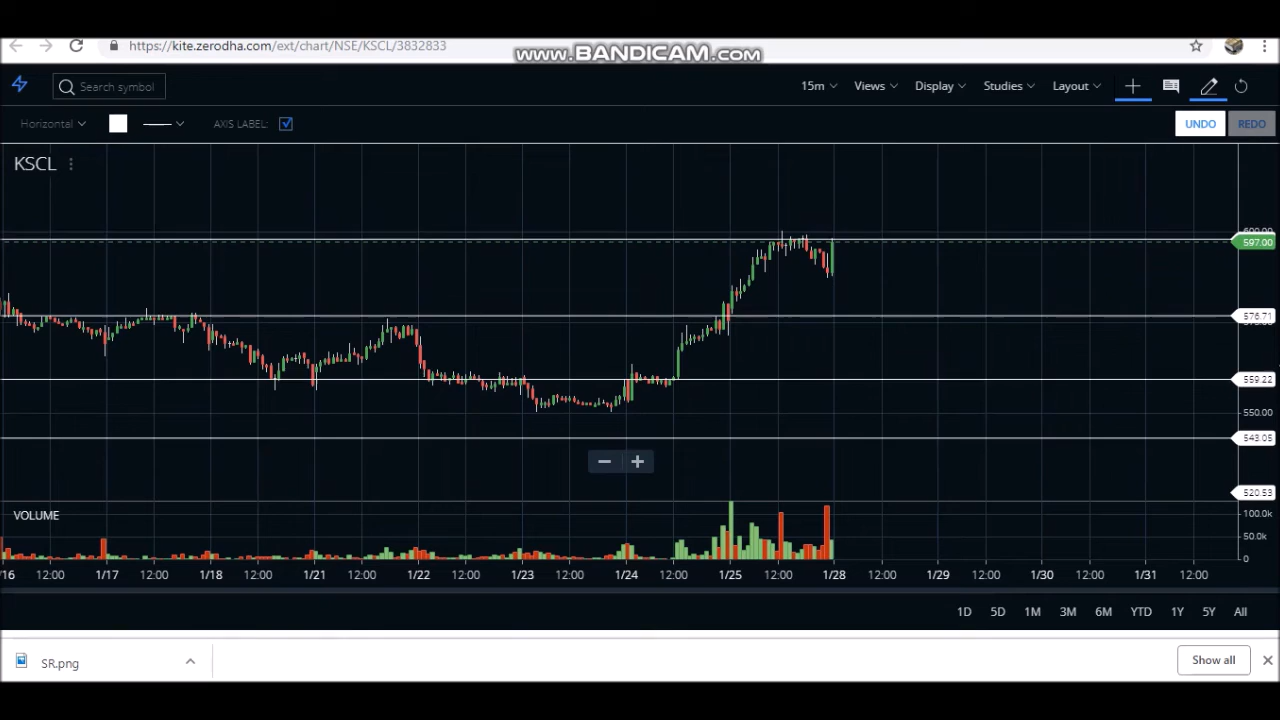 https://kite.zerodha.com/ext/chart/NSE/KSCL/3832833
www.BANDICAM.com
Search symbol
15m Views Display Studies Layout
Horizontal AXIS LABEL: UNDO REDO
KSCL
600.00
597.00
576.71
575.00
559.22
550.00
543.05
520.53
VOLUME
100.0k
50.0k
0
/16 12:00 1/17 12:00 1/18 12:00 1/21 12:00 1/22 12:00 1/23 12:00 1/24 12:00 1/25 12:00 1/28 12:00 1/29 12:00 1/30 12:00 1/31 12:00
1D 5D 1M 3M 6M YTD 1Y 5Y All
SR.png
Show all